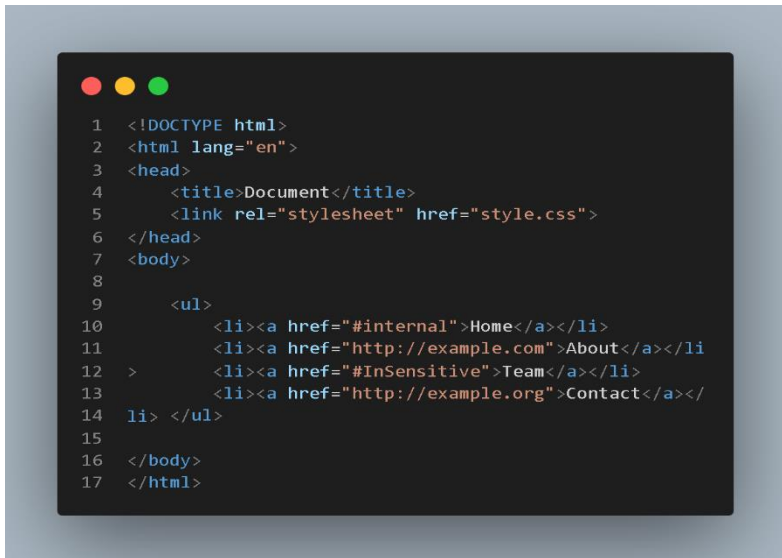 1 <!DOCTYPE html>
2 <html lang="en">
3 <head>
4     <title>Document</title>
5     <link rel="stylesheet" href="style.css">
6 </head>
7 <body>
8
9     <ul>
10         <li><a href="#internal">Home</a></li>
11         <li><a href="http://example.com">About</a></li
12 >       <li><a href="#InSensitive">Team</a></li>
13         <li><a href="http://example.org">Contact</a></
14 li> </ul>
15
16 </body>
17 </html>